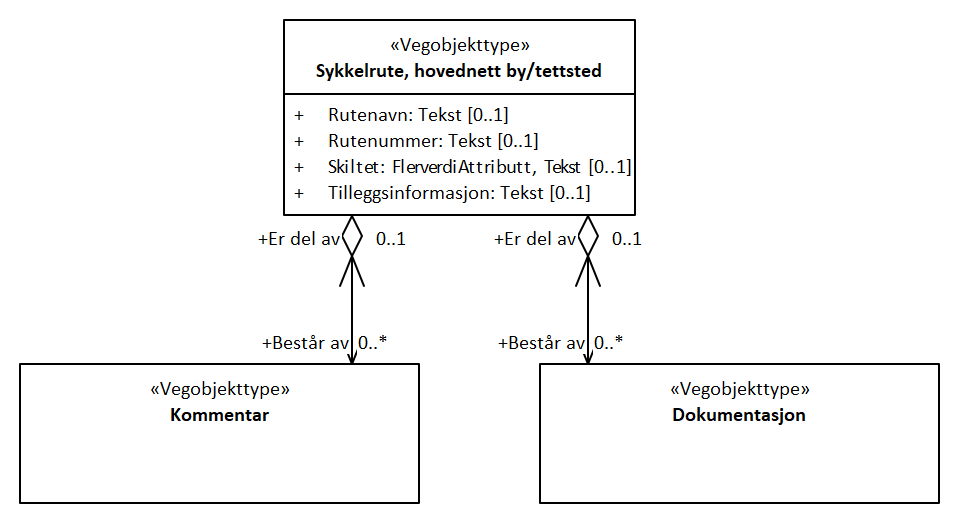 «Vegobjekttype»
Sykkelrute, hovednett by/tettsted
+ Rutenavn: Tekst [0..1]
+ Rutenummer: Tekst [0..1]
+ Skiltet: FlerverdiAttributt, Tekst [0..1]
+ Tilleggsinformasjon: Tekst [0..1]
+Er del av 0..1 +Er del av 0..1
+Består av 0..* +Består av 0..*
«Vegobjekttype» «Vegobjekttype»
Kommentar Dokumentasjon